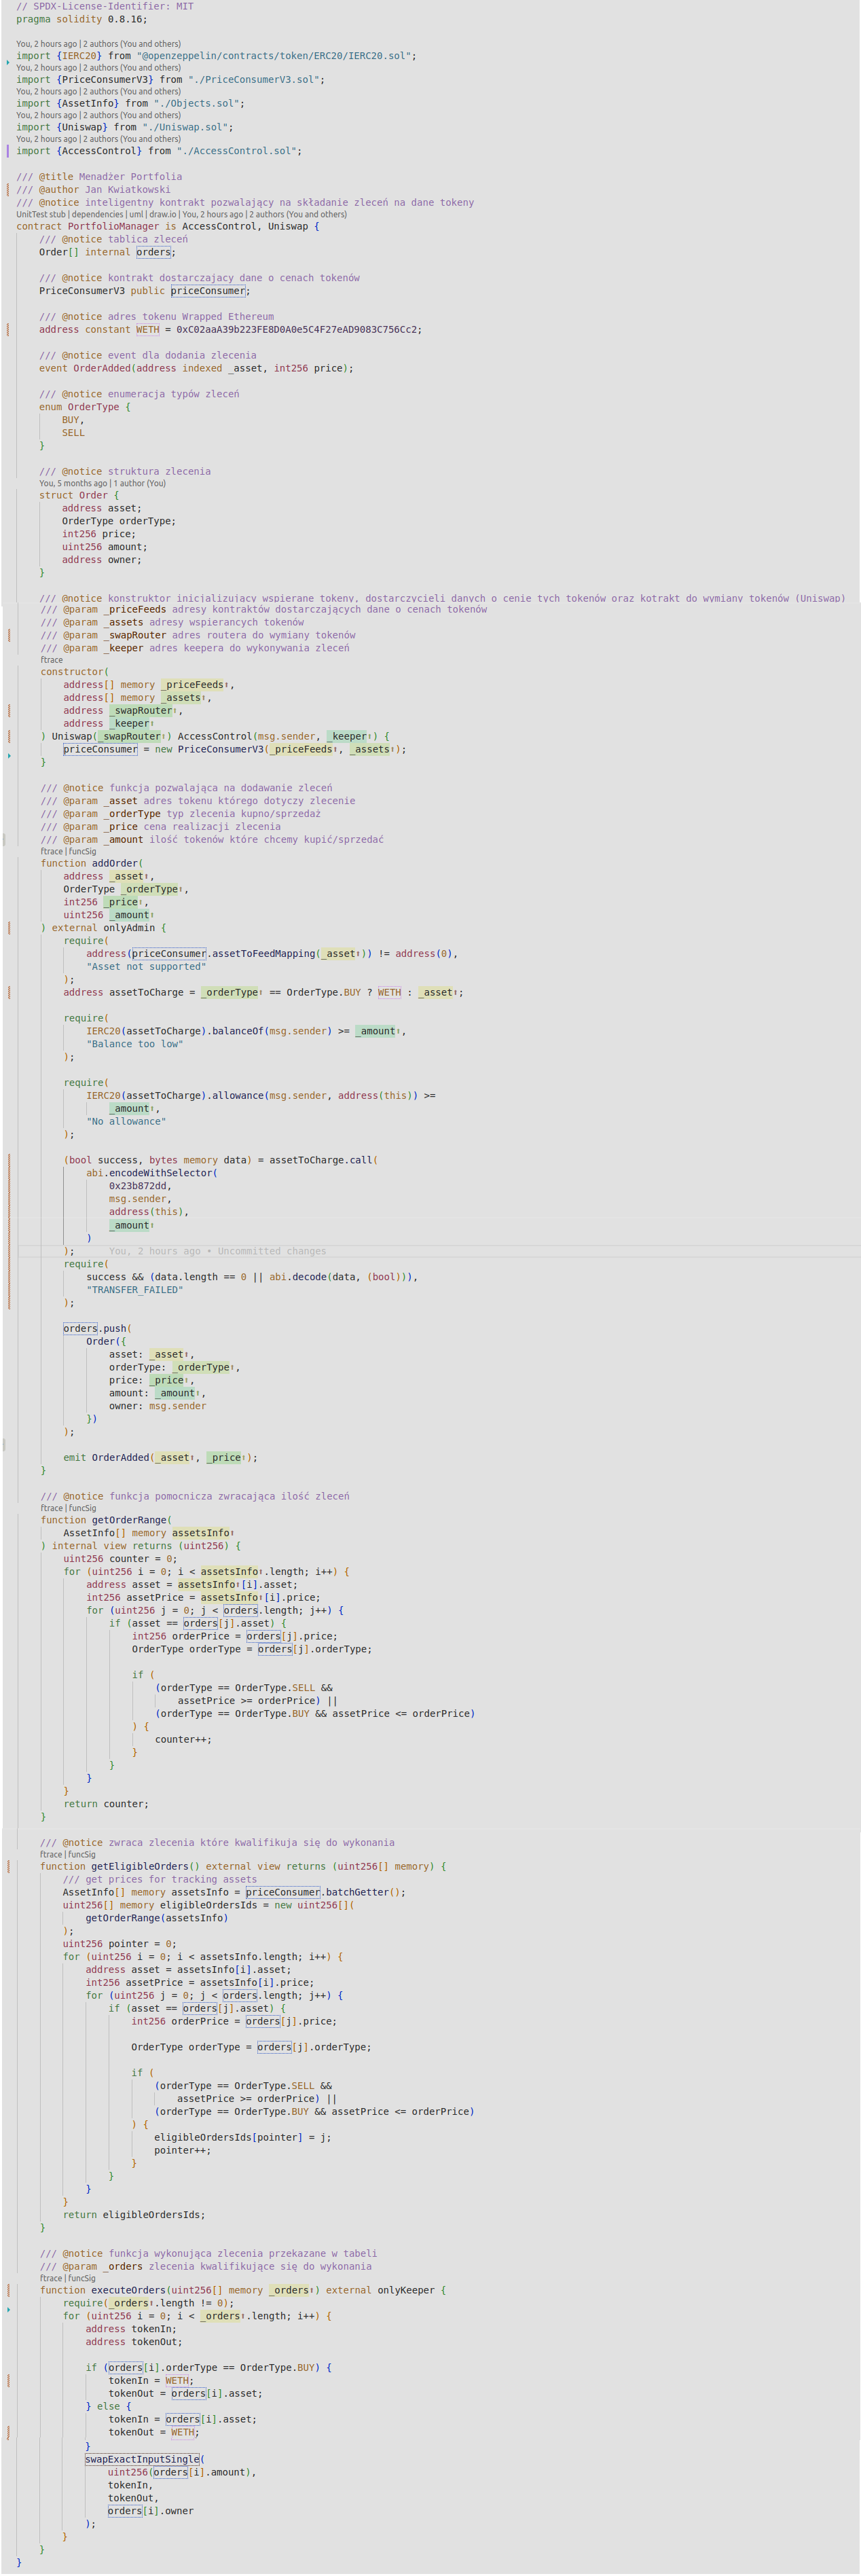 // SPDX-License-Identifier: MIT
pragma solidity 0.8.16;
You, 2 hours ago | 2 authors (You and others)
import {IERC20} from "@openzeppelin/contracts/token/ERC20/IERC20.sol";
You, 2 hours ago | 2 authors (You and others)
import {PriceConsumerV3} from "./PriceConsumerV3.sol";
You, 2 hours ago | 2 authors (You and others)
import {AssetInfo} from "./Objects.sol";
You, 2 hours ago | 2 authors (You and others)
import {Uniswap} from "./Uniswap.sol";
You, 2 hours ago | 2 authors (You and others)
import {AccessControl} from "./AccessControl.sol";
/// @title Menadżer Portfolia
/// @author Jan Kwiatkowski
/// @notice inteligentny kontrakt pozwalający na składanie zleceń na dane tokeny
UnitTest stub | dependencies | uml | draw.io | You, 2 hours ago | 2 authors (You and others)
contract PortfolioManager is AccessControl, Uniswap {
/// @notice tablica zleceń
Order[] internal orders;
/// @notice kontrakt dostarczajacy dane o cenach tokenów
PriceConsumerV3 public priceConsumer;
/// @notice adres tokenu Wrapped Ethereum
address constant WETH = 0xC02aaA39b223FE8D0A0e5C4F27eAD9083C756Cc2;
/// @notice event dla dodania zlecenia
event OrderAdded(address indexed _asset, int256 price);
/// @notice enumeracja typów zleceń
enum OrderType {
BUY,
SELL
}
/// @notice struktura zlecenia
You, 5 months ago | 1 author (You)
struct Order {
address asset;
OrderType orderType;
int256 price;
uint256 amount;
address owner;
}
/// @notice konstruktor inicjalizujący wspierane tokeny, dostarczycieli danych o cenie tych tokenów oraz kotrakt do wymiany tokenów (Uniswap)
/// @param _priceFeeds adresy kontraktów dostarczających dane o cenach tokenów
/// @param _assets adresy wspierancych tokenów
/// @param _swapRouter adres routera do wymiany tokenów
/// @param _keeper adres keepera do wykonywania zleceń
ftrace
constructor(
address[] memory _priceFeeds↑,
address[] memory _assets↑,
address _swapRouter↑,
address _keeper↑
) Uniswap(_swapRouter↑) AccessControl(msg.sender, _keeper↑) {
priceConsumer = new PriceConsumerV3(_priceFeeds↑, _assets↑);
}
/// @notice funkcja pozwalająca na dodawanie zleceń
/// @param _asset adres tokenu którego dotyczy zlecenie
/// @param _orderType typ zlecenia kupno/sprzedaż
/// @param _price cena realizacji zlecenia
/// @param _amount ilość tokenów które chcemy kupić/sprzedać
ftrace | funcSig
function addOrder(
address _asset↑,
OrderType _orderType↑,
int256 _price↑,
uint256 _amount↑
) external onlyAdmin {
require(
address(priceConsumer.assetToFeedMapping(_asset↑)) != address(0),
"Asset not supported"
);
address assetToCharge = _orderType↑ == OrderType.BUY ? WETH : _asset↑;
require(
IERC20(assetToCharge).balanceOf(msg.sender) >= _amount↑,
"Balance too low"
);
require(
IERC20(assetToCharge).allowance(msg.sender, address(this)) >=
_amount↑,
"No allowance"
);
(bool success, bytes memory data) = assetToCharge.call(
abi.encodeWithSelector(
0x23b872dd,
msg.sender,
address(this),
_amount↑
)
); You, 2 hours ago • Uncommitted changes
require(
success && (data.length == 0 || abi.decode(data, (bool))),
"TRANSFER_FAILED"
);
orders.push(
Order({
asset: _asset↑,
orderType: _orderType↑,
price: _price↑,
amount: _amount↑,
owner: msg.sender
})
);
emit OrderAdded(_asset↑, _price↑);
}
/// @notice funkcja pomocnicza zwracająca ilość zleceń
ftrace | funcSig
function getOrderRange(
AssetInfo[] memory assetsInfo↑
) internal view returns (uint256) {
uint256 counter = 0;
for (uint256 i = 0; i < assetsInfo↑.length; i++) {
address asset = assetsInfo↑[i].asset;
int256 assetPrice = assetsInfo↑[i].price;
for (uint256 j = 0; j < orders.length; j++) {
if (asset == orders[j].asset) {
int256 orderPrice = orders[j].price;
OrderType orderType = orders[j].orderType;
if (
(orderType == OrderType.SELL &&
assetPrice >= orderPrice) ||
(orderType == OrderType.BUY && assetPrice <= orderPrice)
) {
counter++;
}
}
}
}
return counter;
}
/// @notice zwraca zlecenia które kwalifikuja się do wykonania
ftrace | funcSig
function getEligibleOrders() external view returns (uint256[] memory) {
/// get prices for tracking assets
AssetInfo[] memory assetsInfo = priceConsumer.batchGetter();
uint256[] memory eligibleOrdersIds = new uint256[](
getOrderRange(assetsInfo)
);
uint256 pointer = 0;
for (uint256 i = 0; i < assetsInfo.length; i++) {
address asset = assetsInfo[i].asset;
int256 assetPrice = assetsInfo[i].price;
for (uint256 j = 0; j < orders.length; j++) {
if (asset == orders[j].asset) {
int256 orderPrice = orders[j].price;
OrderType orderType = orders[j].orderType;
if (
(orderType == OrderType.SELL &&
assetPrice >= orderPrice) ||
(orderType == OrderType.BUY && assetPrice <= orderPrice)
) {
eligibleOrdersIds[pointer] = j;
pointer++;
}
}
}
}
return eligibleOrdersIds;
}
/// @notice funkcja wykonująca zlecenia przekazane w tabeli
/// @param _orders zlecenia kwalifikujące się do wykonania
ftrace | funcSig
function executeOrders(uint256[] memory _orders↑) external onlyKeeper {
require(_orders↑.length != 0);
for (uint256 i = 0; i < _orders↑.length; i++) {
address tokenIn;
address tokenOut;
if (orders[i].orderType == OrderType.BUY) {
tokenIn = WETH;
tokenOut = orders[i].asset;
} else {
tokenIn = orders[i].asset;
tokenOut = WETH;
}
swapExactInputSingle(
uint256(orders[i].amount),
tokenIn,
tokenOut,
orders[i].owner
);
}
}
}